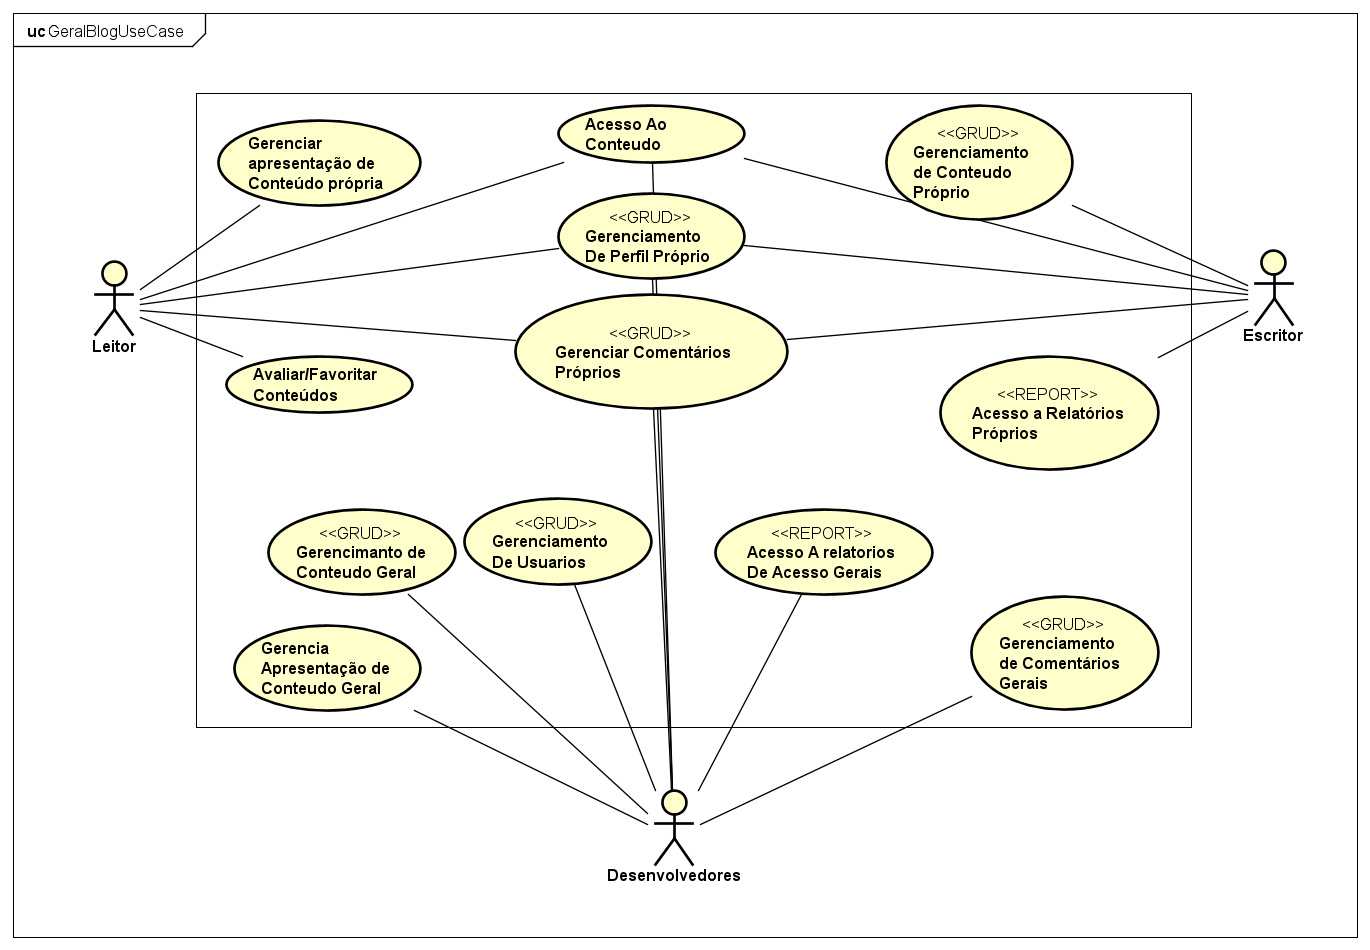 uc GeralBlogUseCase
Gerenciar
apresentação de
Conteúdo própria
Acesso Ao
Conteudo
<<GRUD>>
Gerenciamento
de Conteudo
Próprio
<<GRUD>>
Gerenciamento
De Perfil Próprio
Leitor
Escritor
<<GRUD>>
Gerenciar Comentários
Próprios
Avaliar/Favoritar
Conteúdos
<<REPORT>>
Acesso a Relatórios
Próprios
<<GRUD>>
Gerencimanto de
Conteudo Geral
<<GRUD>>
Gerenciamento
De Usuarios
<<REPORT>>
Acesso A relatorios
De Acesso Gerais
Gerencia
Apresentação de
Conteudo Geral
<<GRUD>>
Gerenciamento
de Comentários
Gerais
Desenvolvedores